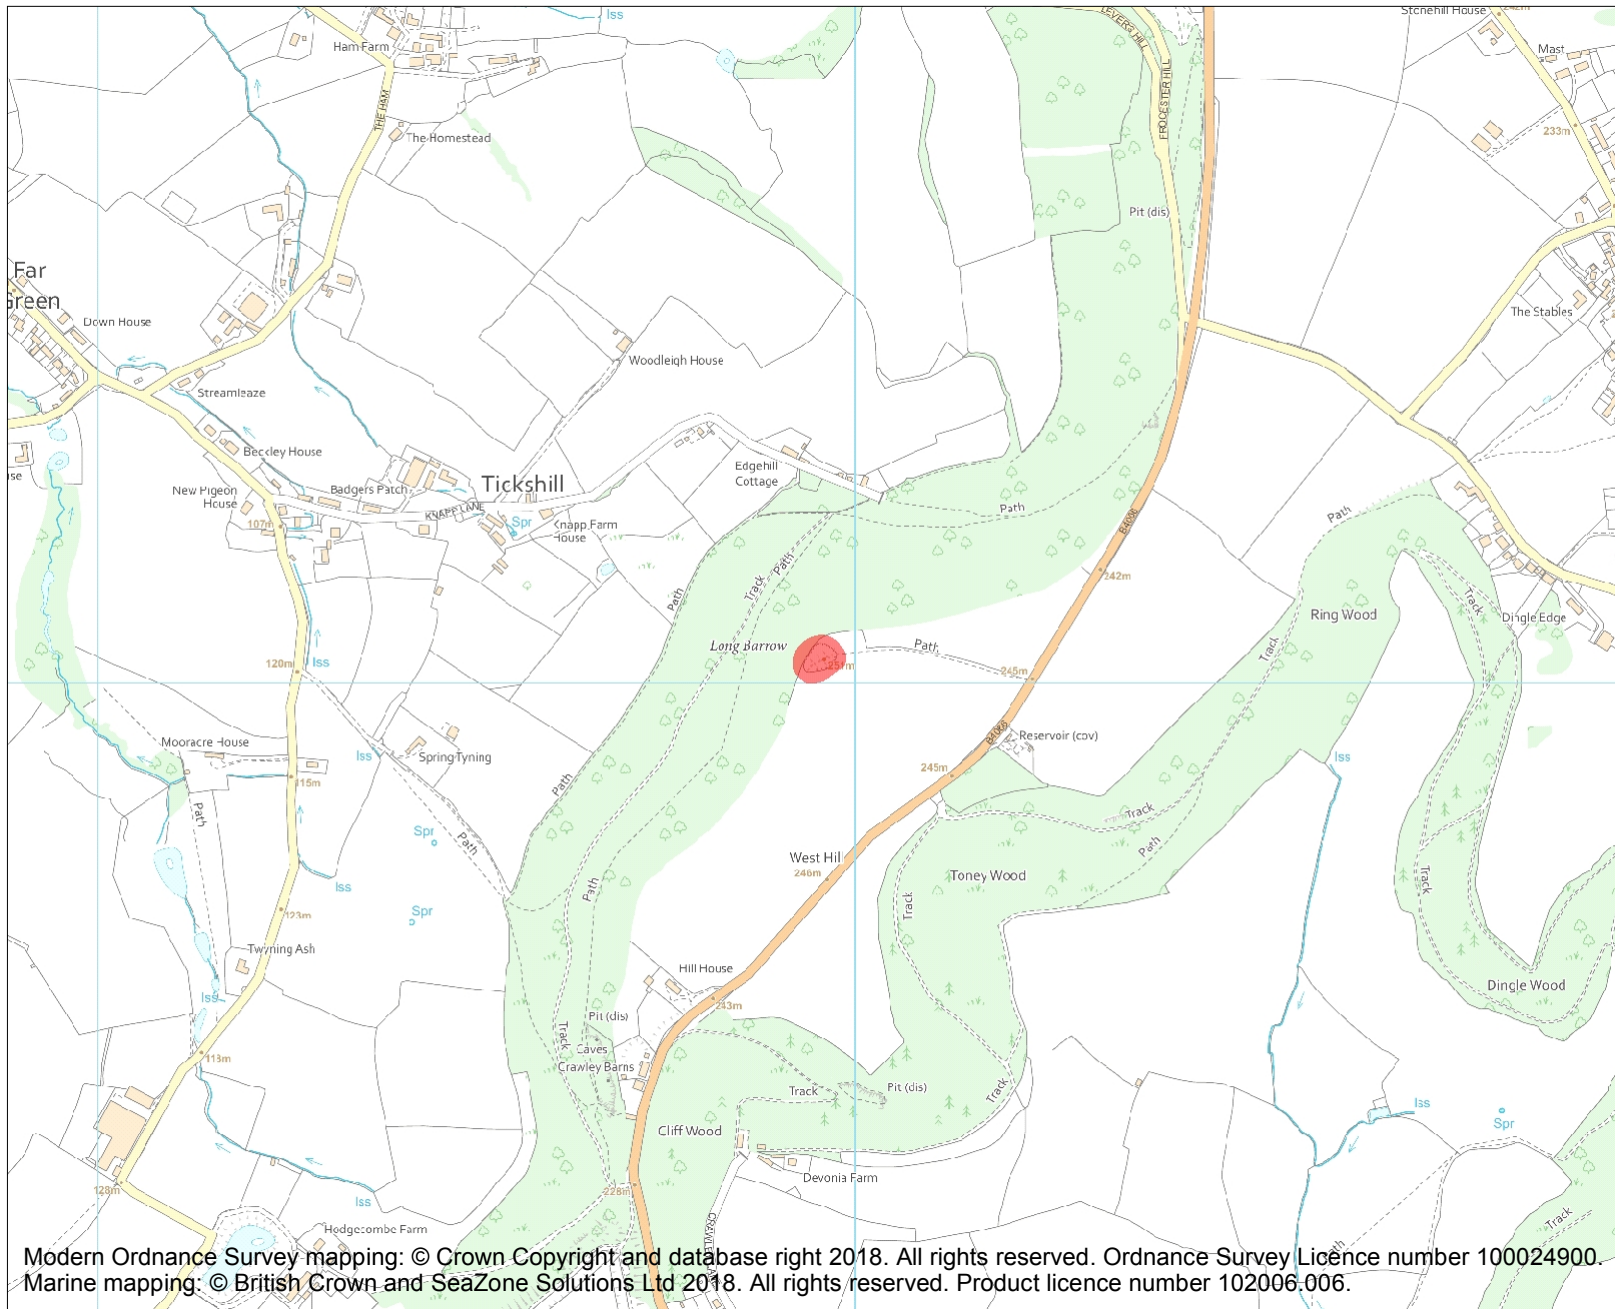 Iss
Stonehill House
242m
LEVERS HILL
Ham Farm
Mast
THE HAM
FROCESTER HILL
233m
The Homestead
Pit (dis)
Far
Green
Down House
The Stables
Woodleigh House
Streamleaze
Beckley House
Edgehill
Cottage
Tickshill
New Pigeon
House
Badgers Patch
KNAPP LANE
Path
Path
107m
Spr
Knapp Farm
House
B4066
Path
Track
Path
242m
Track
Ring Wood
Dingle Edge
Long Barrow
Path
Track
251m
120m
Iss
245m
Mooracre House
Iss
Spring Tyning
B4066
Reservoir (cov)
Iss
245m
115m
Path
Path
Track
Spr
Path
Path
West Hill
246m
Toney Wood
Track
Iss
Path
Track
Spr
123m
Twyning Ash
Hill House
Dingle Wood
Iss
243m
Pit (dis)
Track
Caves
113m
Crawley Barns
Track
Pit (dis)
Track
Iss
Spr
Cliff Wood
Devonia Farm
128m
Iss
228m
Hodgecombe Farm
Track
Path
Modern Ordnance Survey mapping: © Crown Copyright and database right 2018. All rights reserved. Ordnance Survey Licence number 100024900.
Marine mapping: © British Crown and SeaZone Solutions Ltd 2018. All rights reserved. Product licence number 102006.006.